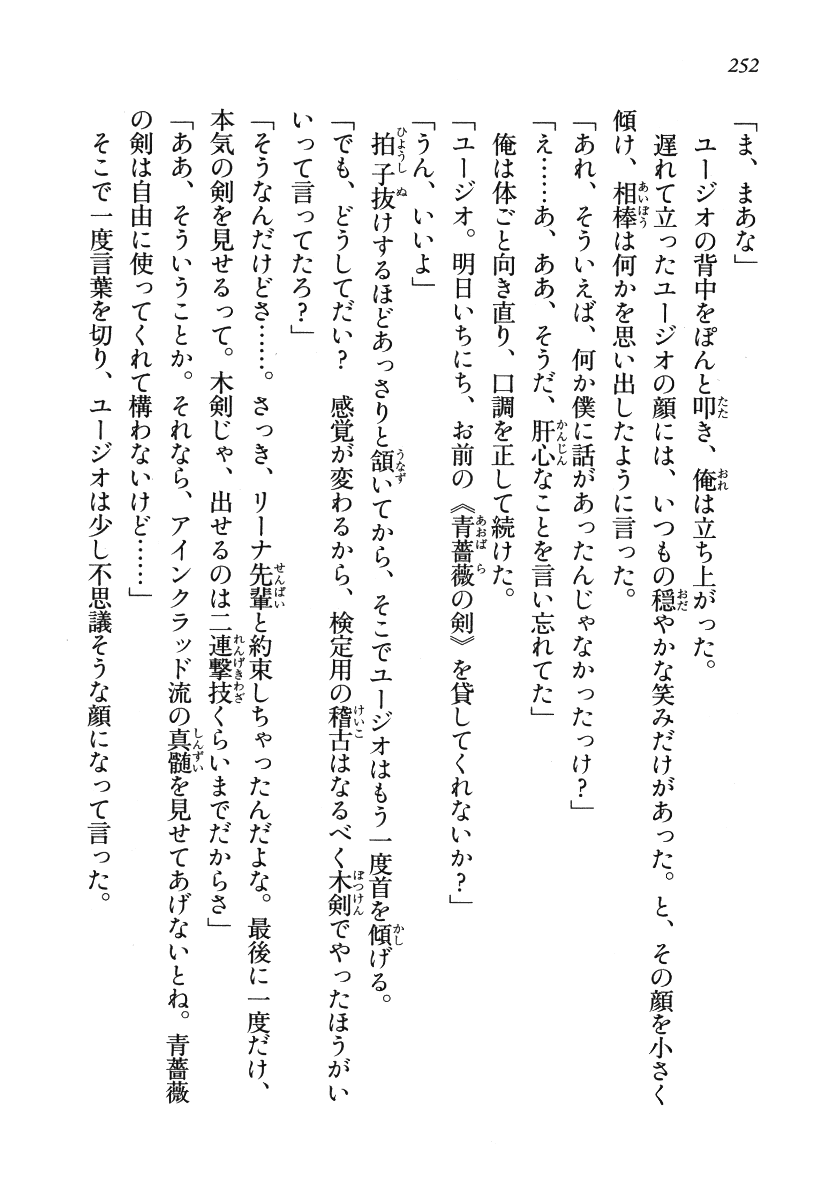 252
「ま、まあな」
ユージオの背中をぽんと叩き、俺は立ち上がった。
遅れて立ったユージオの顔には、いつもの穏やかな笑みだけがあった。と、その顔を小さく
傾け、相棒は何かを思い出したように言った。
「あれ、そういえば、何か僕に話があったんじゃなかったっけ?」
「え……あ、ああ、そうだ、肝心なことを言い忘れてた」
俺は体ごと向き直り、口調を正して続けた。
「ユージオ。明日いちにち、お前の《青薔薇の剣》を貸してくれないか?」
「うん、いいよ」
拍子抜けするほどあっさりと頷いてから、そこでユージオはもう一度首を傾げる。
「でも、どうしてだい? 感覚が変わるから、検定用の稽古はなるべく木剣でやったほうがい
いって言ってたろ?」
「そうなんだけどさ……。さっき、リーナ先輩と約束しちゃったんだよな。最後に一度だけ、
本気の剣を見せるって。木剣じゃ、出せるのは二連撃技くらいまでだからさ」
「ああ、そういうことか。それなら、アインクラッド流の真髄を見せてあげないとね。青薔薇
の剣は自由に使ってくれて構わないけど……」
そこで一度言葉を切り、ユージオは少し不思議そうな顔になって言った。